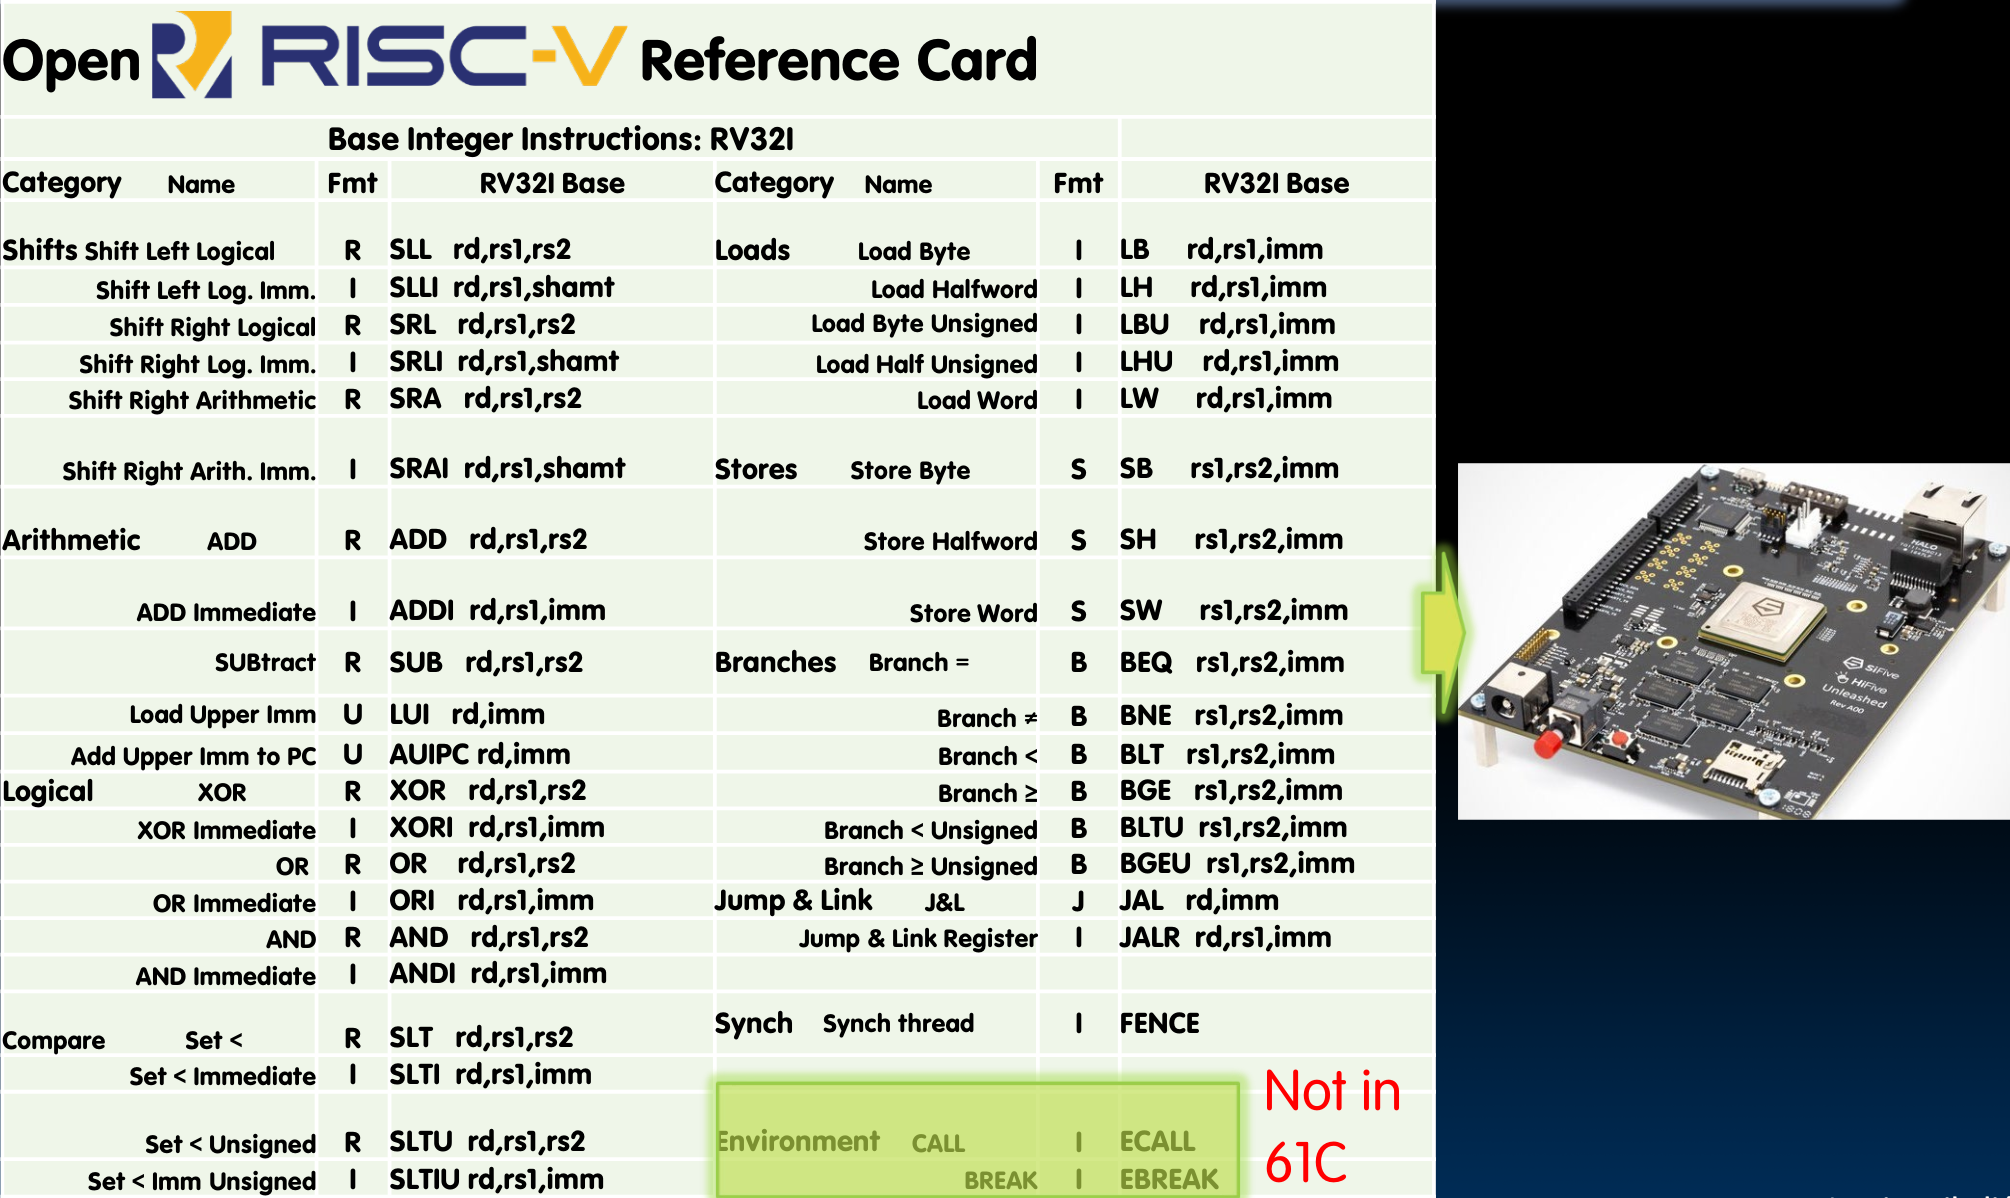 Open RISC-V Reference Card
Base Integer Instructions: RV32I
Category Name Fmt RV32I Base Category Name Fmt RV32I Base
Shifts Shift Left Logical R SLL rd,rs1,rs2 Loads Load Byte I LB rd,rs1,imm
Shift Left Log. Imm. I SLLI rd,rs1,shamt Load Halfword I LH rd,rs1,imm
Shift Right Logical R SRL rd,rs1,rs2 Load Byte Unsigned I LBU rd,rs1,imm
Shift Right Log. Imm. I SRLI rd,rs1,shamt Load Half Unsigned I LHU rd,rs1,imm
Shift Right Arithmetic R SRA rd,rs1,rs2 Load Word I LW rd,rs1,imm
Shift Right Arith. Imm. I SRAI rd,rs1,shamt Stores Store Byte S SB rs1,rs2,imm
Arithmetic ADD R ADD rd,rs1,rs2 Store Halfword S SH rs1,rs2,imm
ADD Immediate I ADDI rd,rs1,imm Store Word S SW rs1,rs2,imm
SUBtract R SUB rd,rs1,rs2 Branches Branch = B BEQ rs1,rs2,imm
Load Upper Imm U LUI rd,imm Branch ≠ B BNE rs1,rs2,imm
Add Upper Imm to PC U AUIPC rd,imm Branch < B BLT rs1,rs2,imm
Logical XOR R XOR rd,rs1,rs2 Branch ≥ B BGE rs1,rs2,imm
XOR Immediate I XORI rd,rs1,imm Branch < Unsigned B BLTU rs1,rs2,imm
OR R OR rd,rs1,rs2 Branch ≥ Unsigned B BGEU rs1,rs2,imm
OR Immediate I ORI rd,rs1,imm Jump & Link J&L J JAL rd,imm
AND R AND rd,rs1,rs2 Jump & Link Register I JALR rd,rs1,imm
AND Immediate I ANDI rd,rs1,imm
Compare Set < R SLT rd,rs1,rs2 Synch Synch thread I FENCE
Set < Immediate I SLTI rd,rs1,imm
Set < Unsigned R SLTU rd,rs1,rs2 Environment CALL I ECALL
Set < Imm Unsigned I SLTIU rd,rs1,imm BREAK I EBREAK
Not in
61C
HALO
SiFive
HiFive
Unleashed
Rev A00